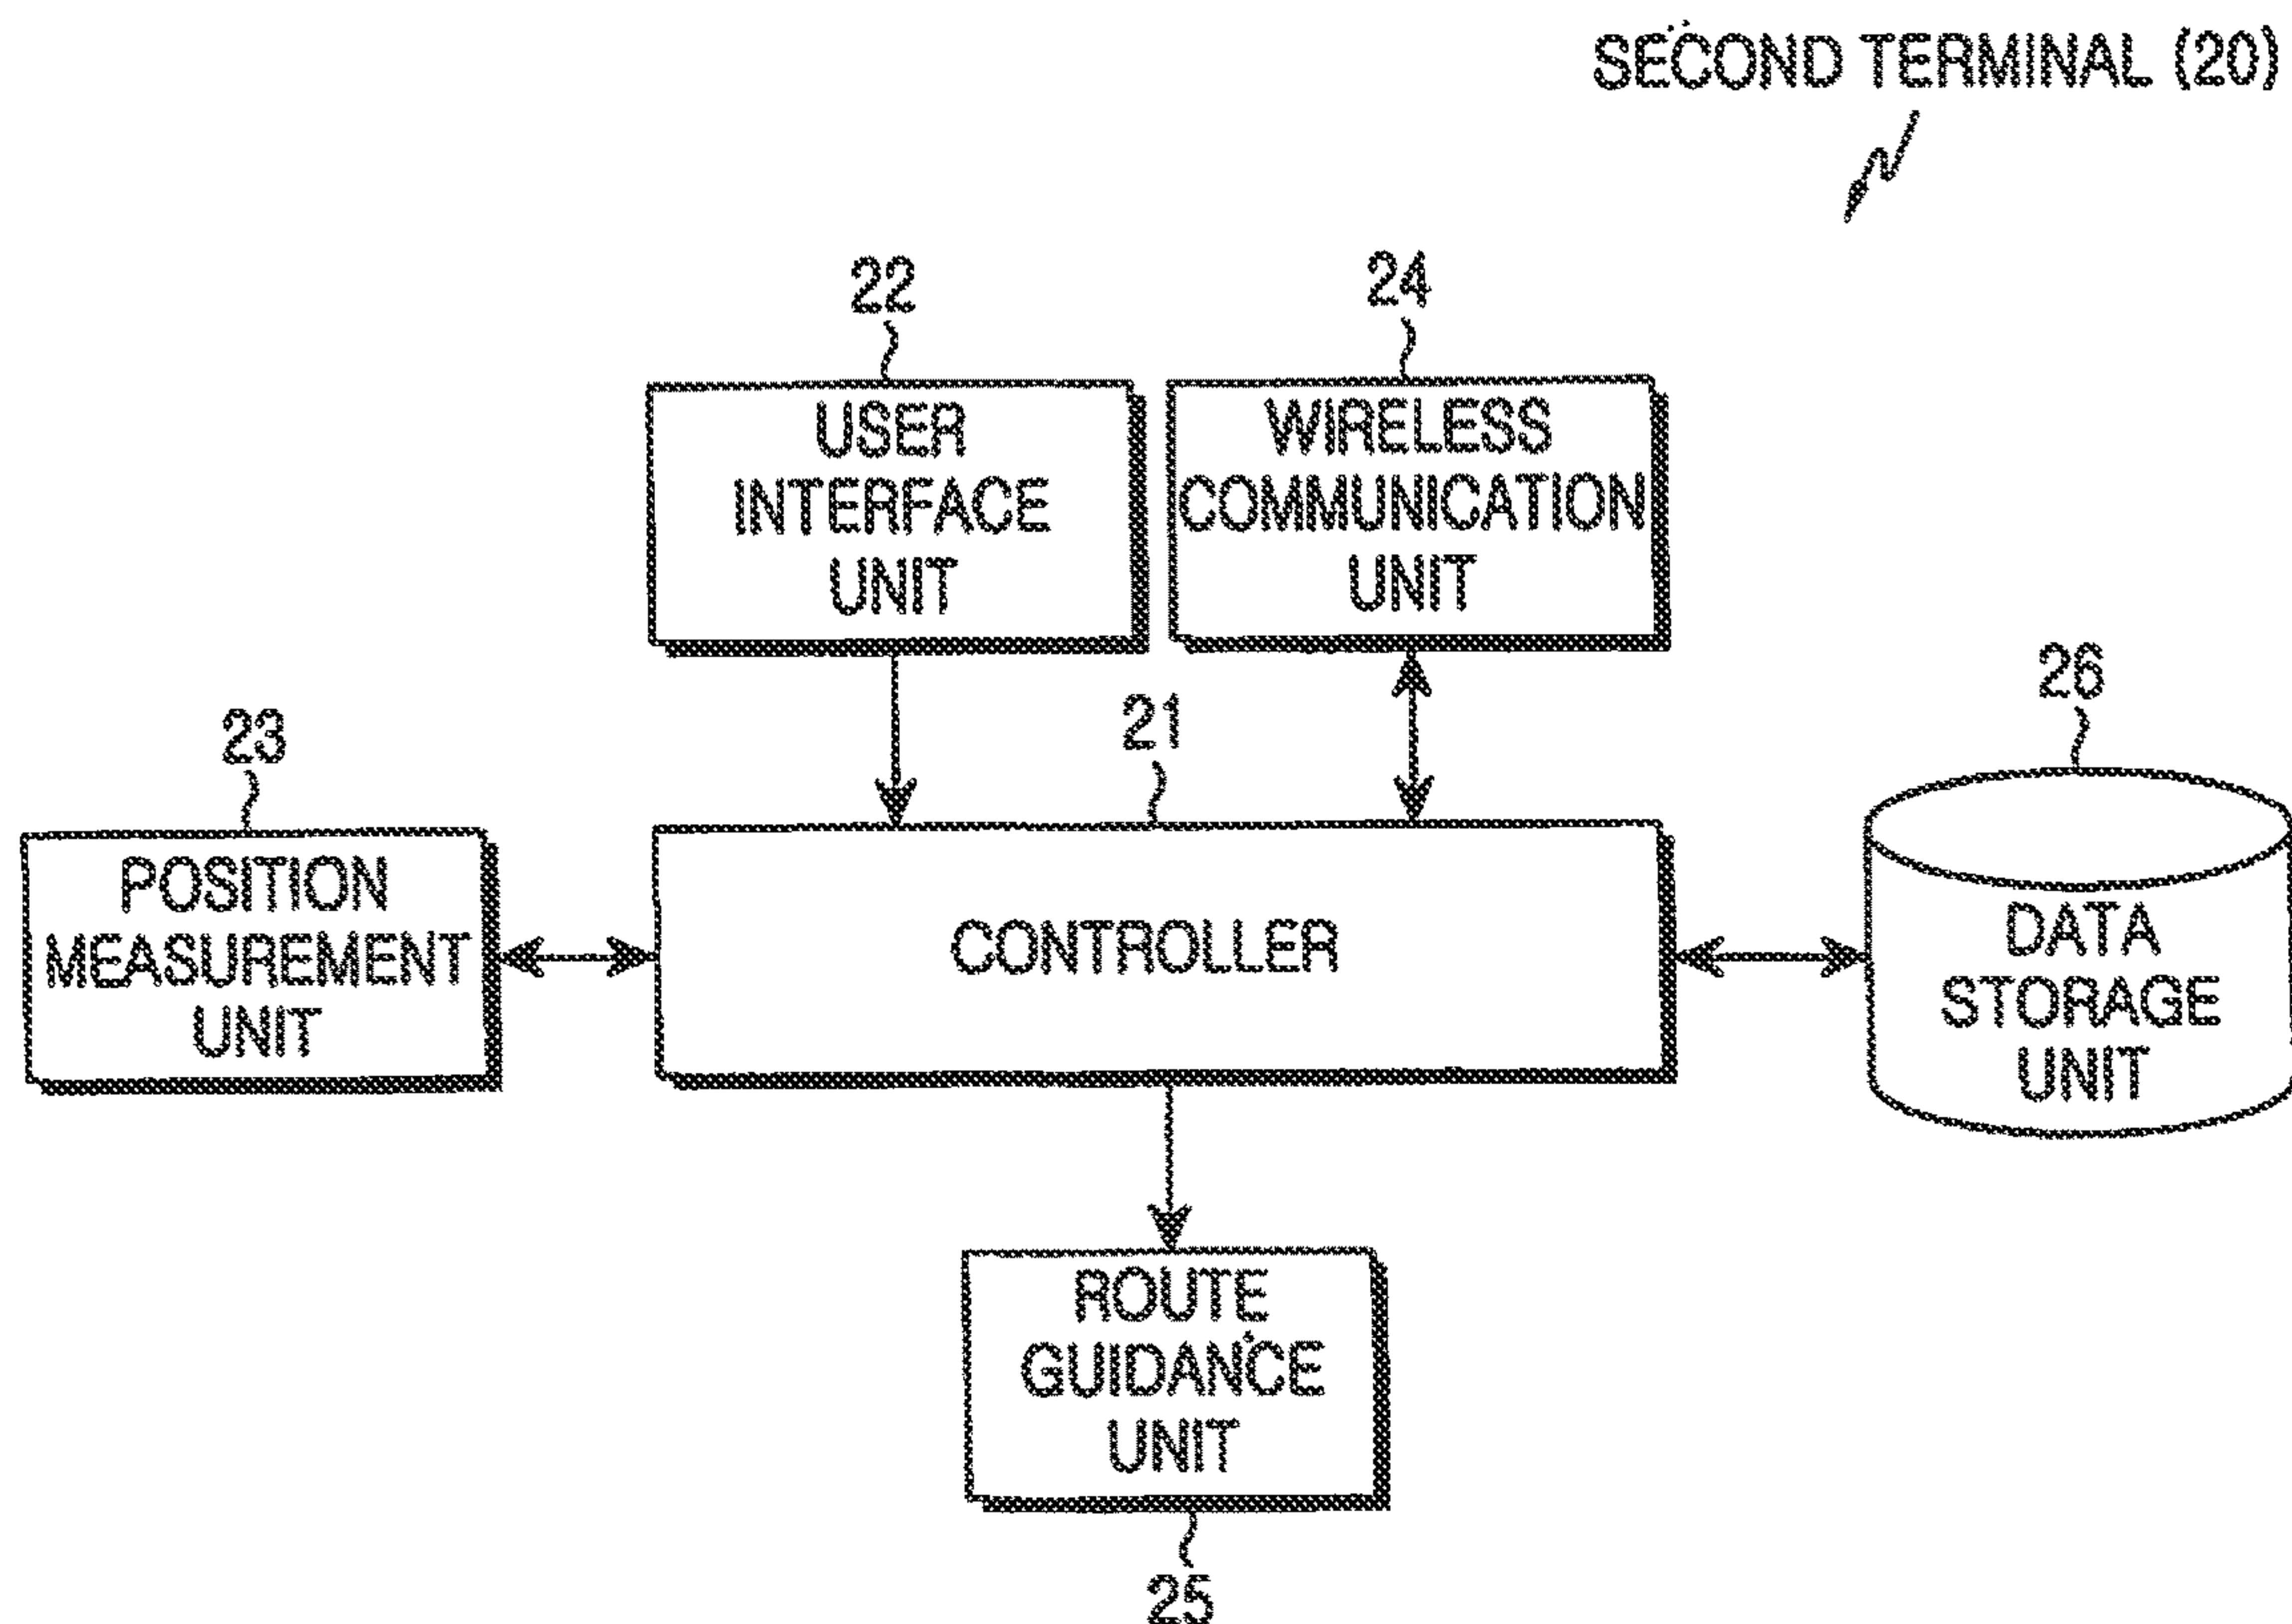 SECOND TERMINAL (20)
22
24
USER
INTERFACE
UNIT
WIRELESS
COMMUNICATION
UNIT
23
21
26
POSITION
MEASUREMENT
UNIT
CONTROLLER
DATA
STORAGE
UNIT
ROUTE
GUIDANCE
UNIT
25